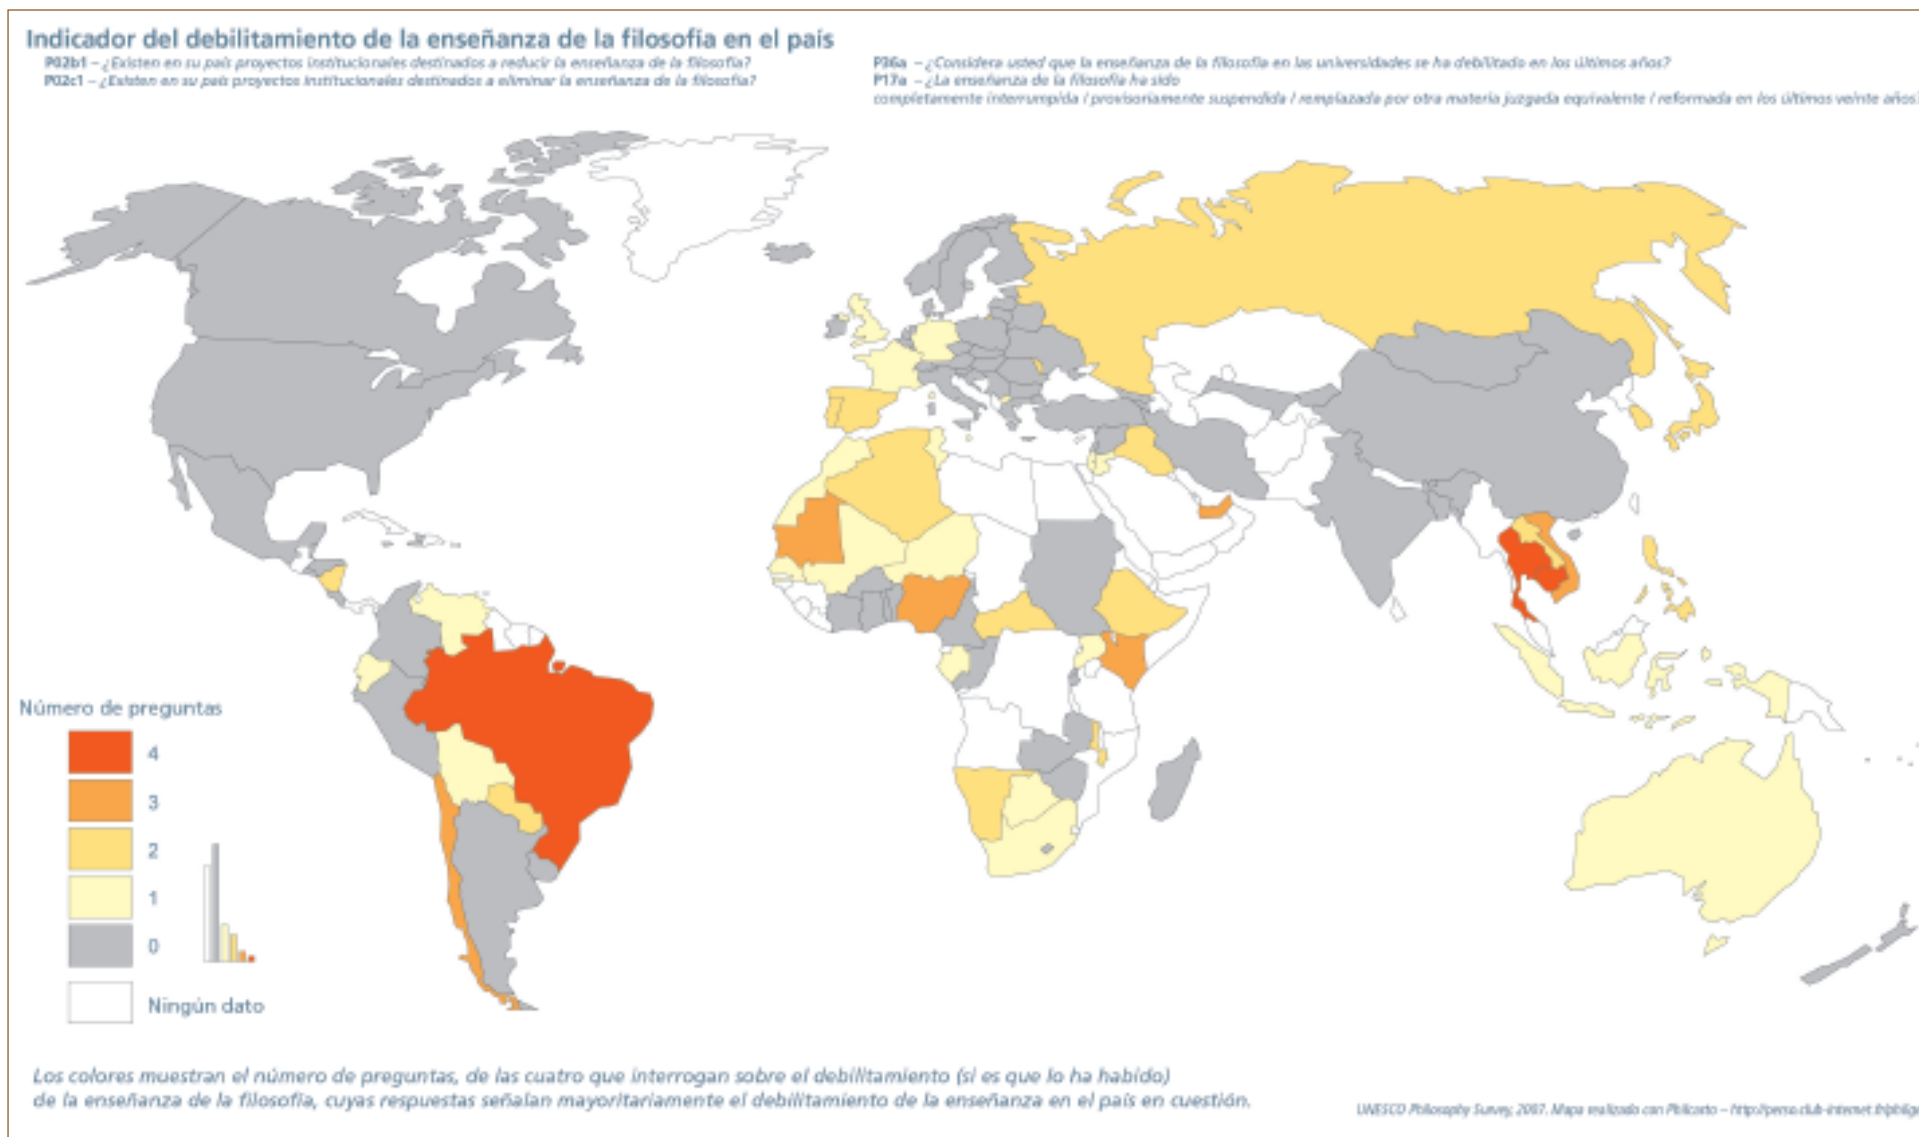 Indicador del debilitamiento de la enseñanza de la filosofía en el país
P02b1 – ¿Existen en su país proyectos institucionales destinados a reducir la enseñanza de la filosofía?
P02c1 – ¿Existen en su país proyectos institucionales destinados a eliminar la enseñanza de la filosofía?
P36a – ¿Considera usted que la enseñanza de la filosofía en las universidades se ha debilitado en los últimos años?
P17a – ¿La enseñanza de la filosofía ha sido
completamente interrumpida / provisoriamente suspendida / remplazada por otra materia juzgada equivalente / reformada en los últimos veinte años?
Número de preguntas
4
3
2
1
0
Ningún dato
Los colores muestran el número de preguntas, de las cuatro que interrogan sobre el debilitamiento (si es que lo ha habido)
de la enseñanza de la filosofía, cuyas respuestas señalan mayoritariamente el debilitamiento de la enseñanza en el país en cuestión.
UNESCO Philosophy Survey, 2007. Mapa realizado con Philcarto –